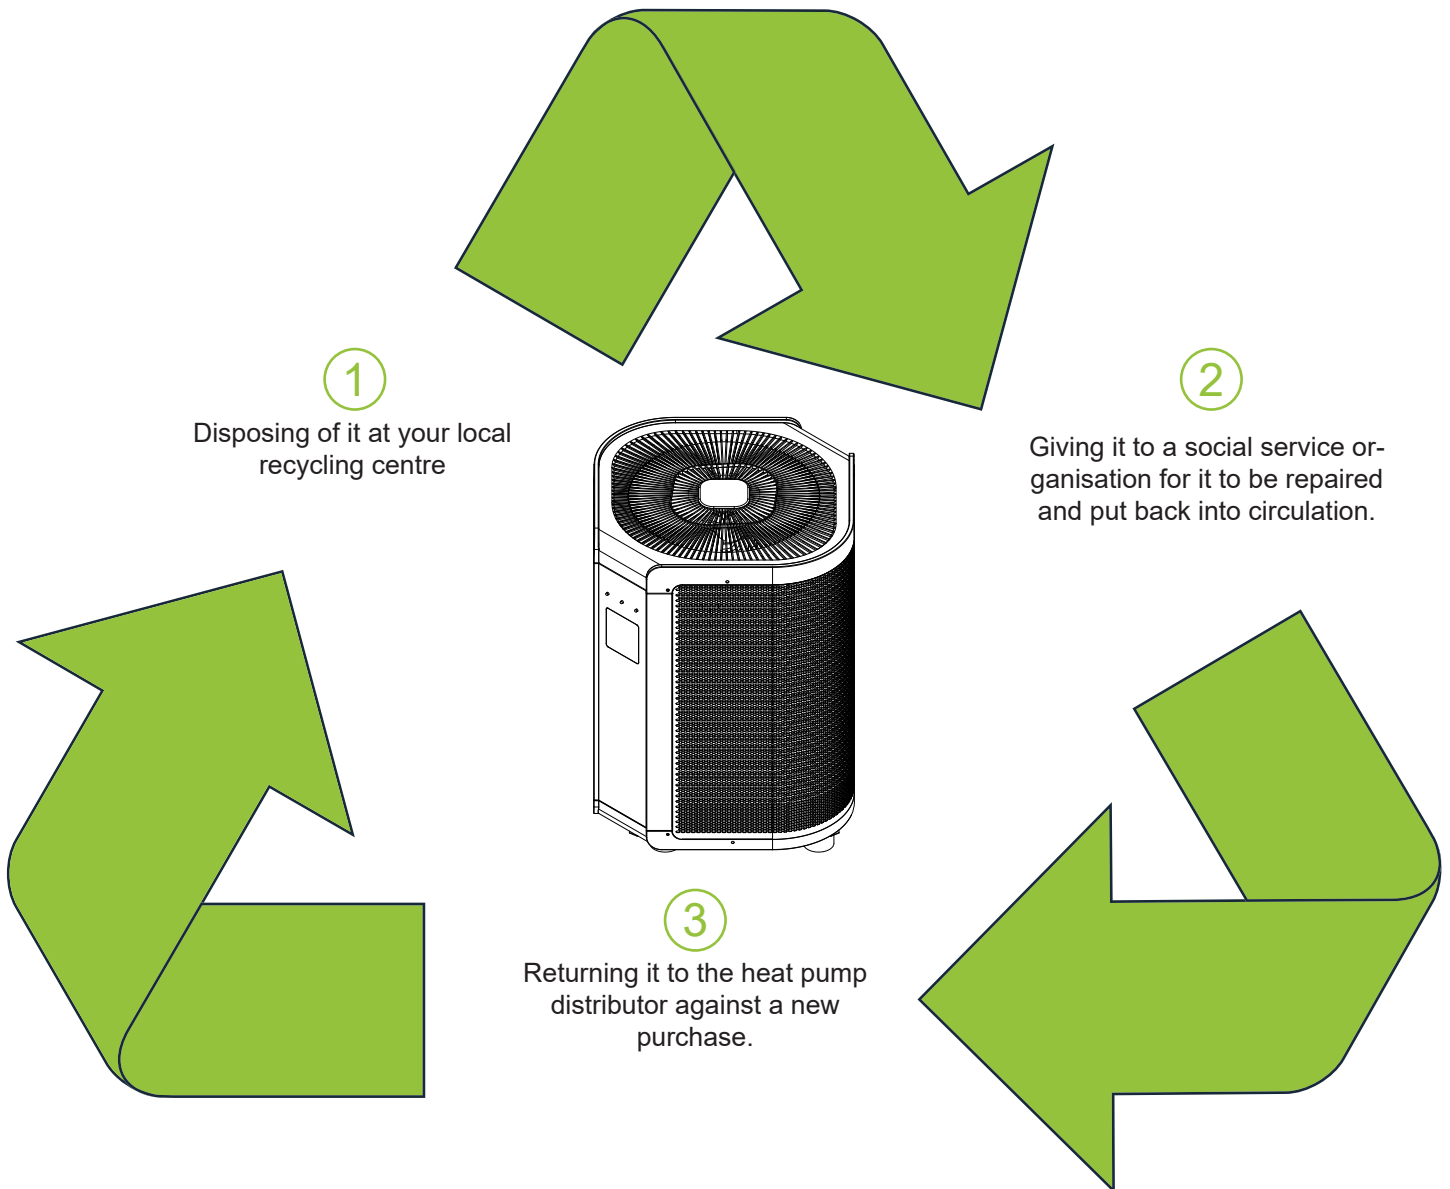 1
Disposing of it at your local
recycling centre
2
Giving it to a social service or-
ganisation for it to be repaired
and put back into circulation.
3
Returning it to the heat pump
distributor against a new
purchase.